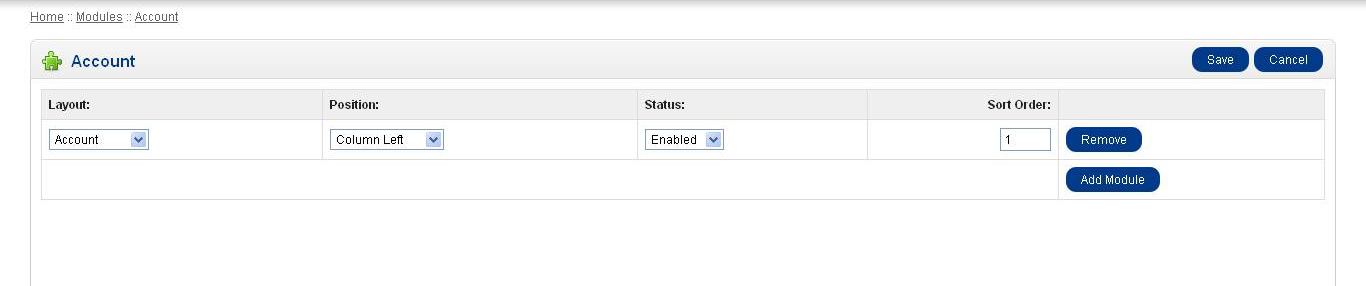 Home :: Modules :: Account
Account
Save Cancel
Layout: Position: Status: Sort Order:
Account Column Left Enabled 1 Remove
Add Module